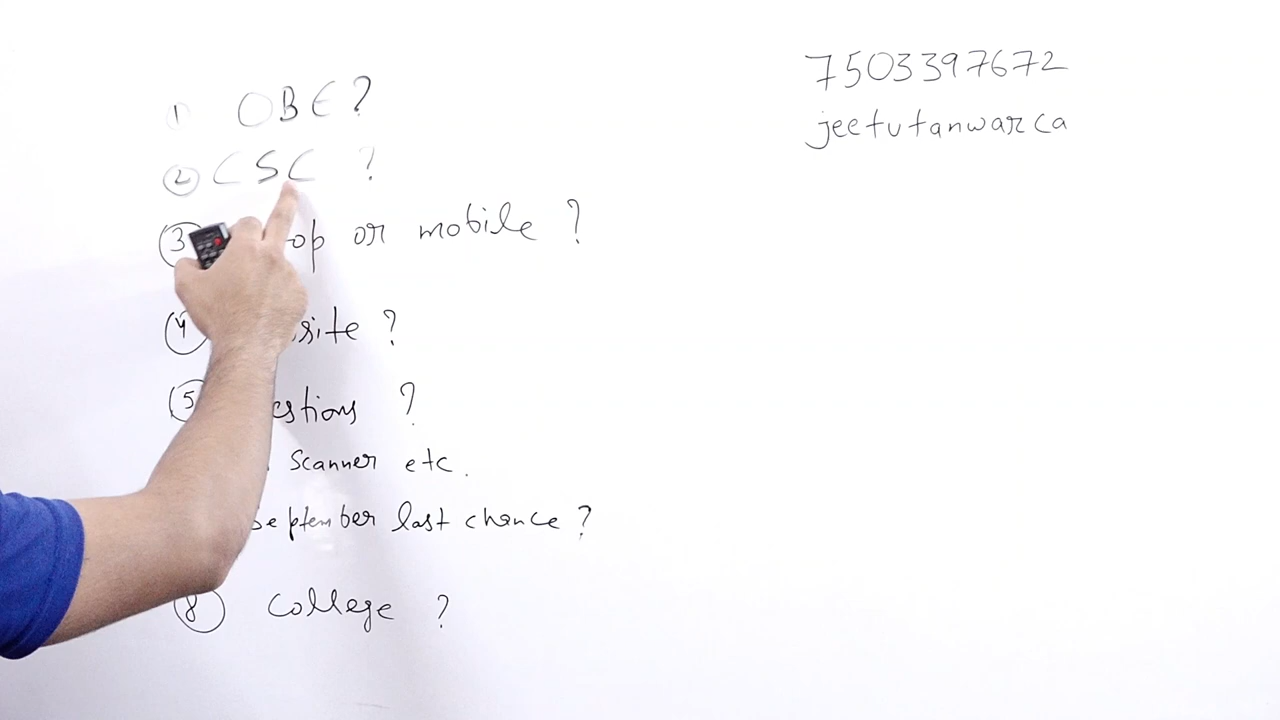 1 OBE?
7503397672
jeetutanwarca
2 CSC ?
3 op or mobile ?
4 site ?
5 estions ?
Scanner etc.
September last chance ?
8 College ?